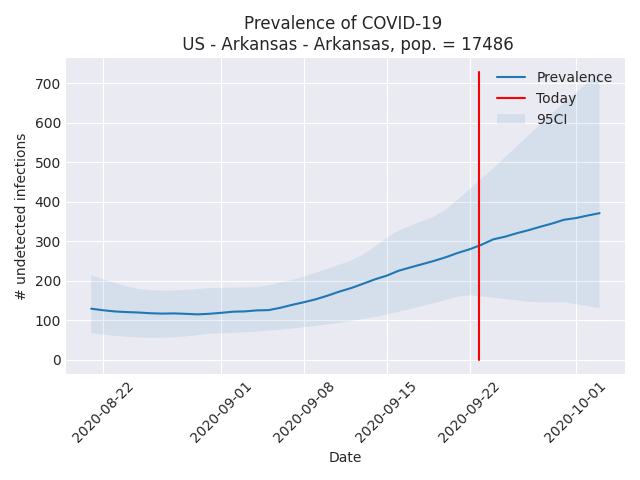 Prevalence of COVID-19
US - Arkansas - Arkansas, pop. = 17486
# undetected infections
700
600
500
400
300
200
100
0
Prevalence
Today
95CI
2020-08-22
2020-09-01
2020-09-08
2020-09-15
2020-09-22
2020-10-01
Date